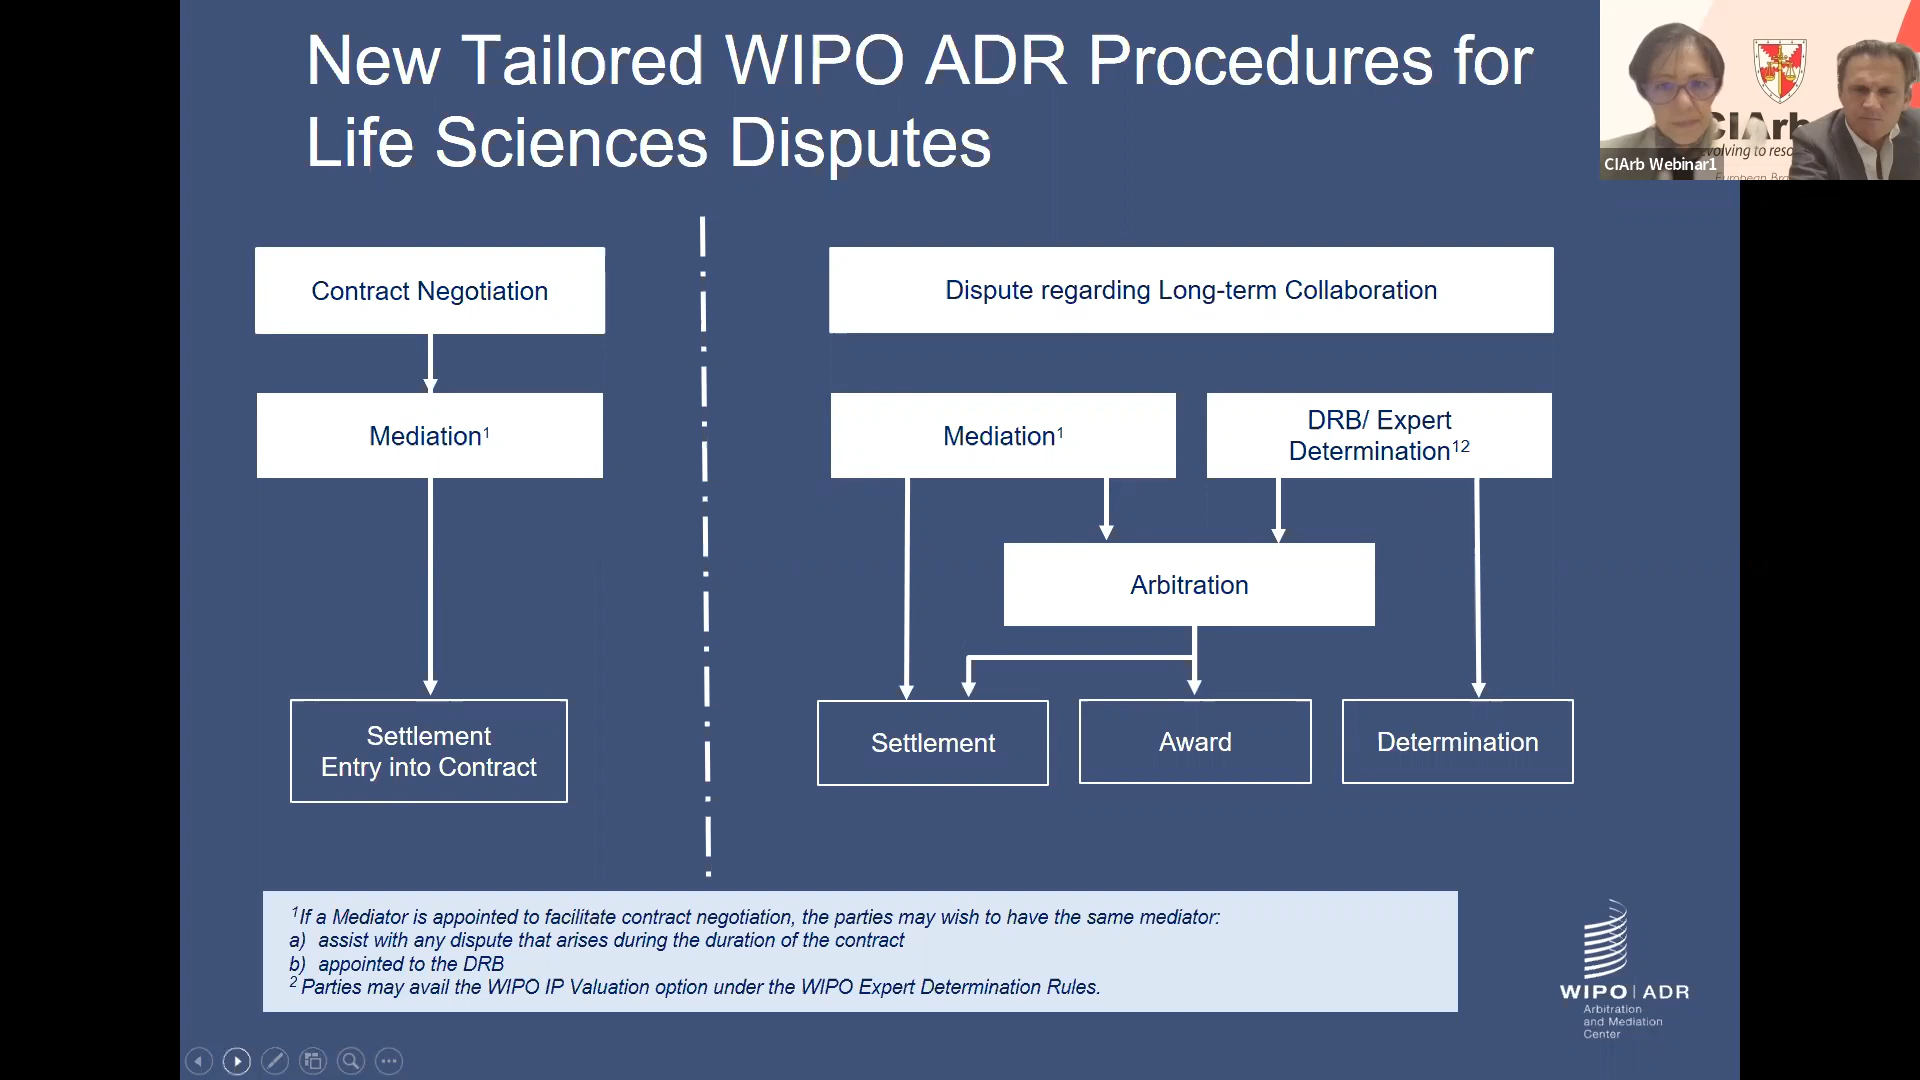 New Tailored WIPO ADR Procedures for
Life Sciences Disputes
CIArb
European
CIArb Webinar1
Contract Negotiation
Dispute regarding Long-term Collaboration
Mediation¹
Mediation¹
DRB/ Expert
Determination¹²
Arbitration
Settlement
Entry into Contract
Settlement
Award
Determination
¹If a Mediator is appointed to facilitate contract negotiation, the parties may wish to have the same mediator:
a) assist with any dispute that arises during the duration of the contract
b) appointed to the DRB
² Parties may avail the WIPO IP Valuation option under the WIPO Expert Determination Rules.
WIPO | ADR
Arbitration
and Mediation
Center